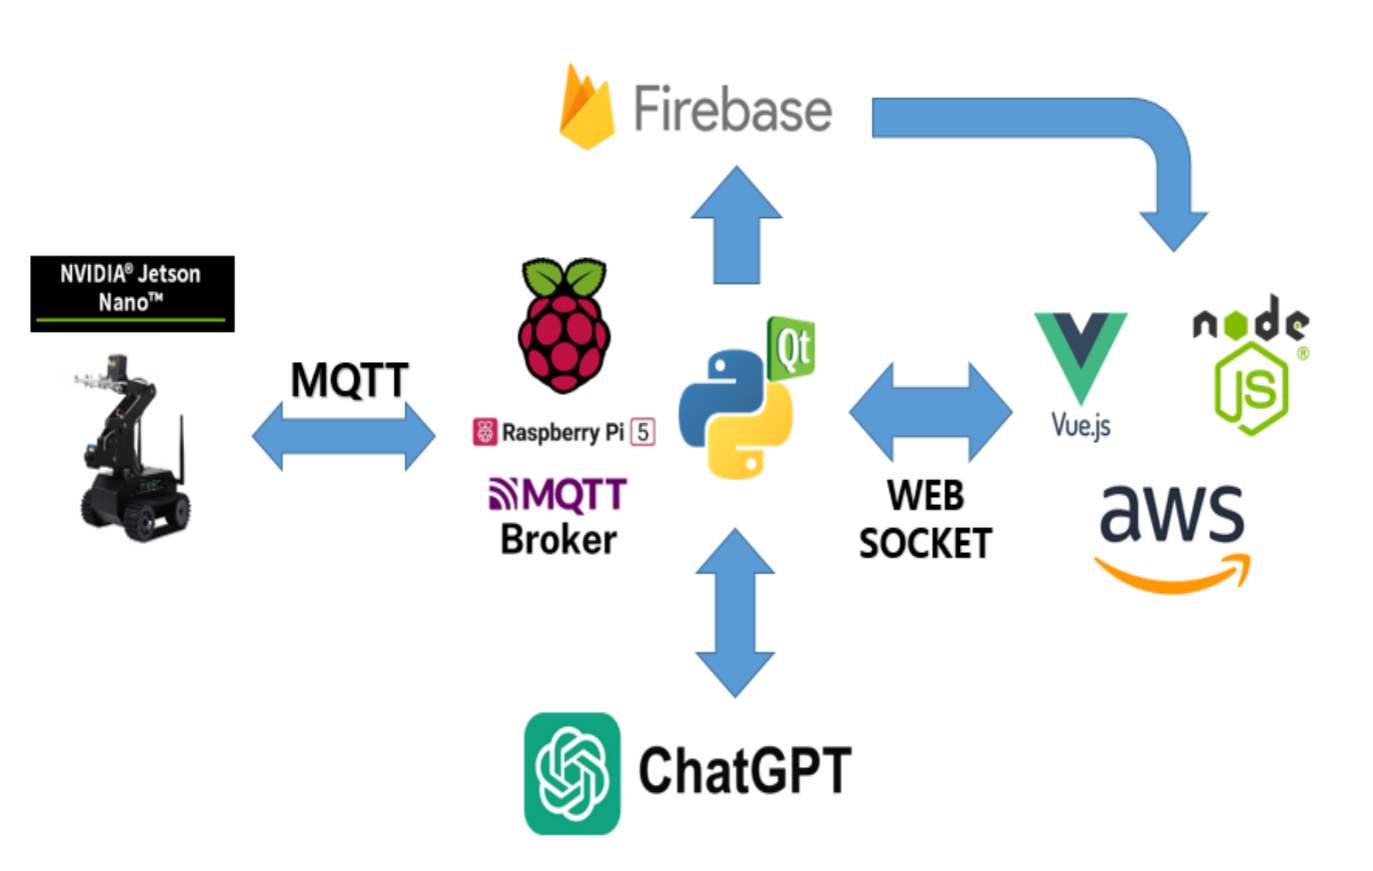 Firebase
NVIDIA® Jetson
Nano™
MQTT
Raspberry Pi 5
MQTT
Broker
Qt
WEB
SOCKET
Vue.js
node
JS
®
aws
ChatGPT